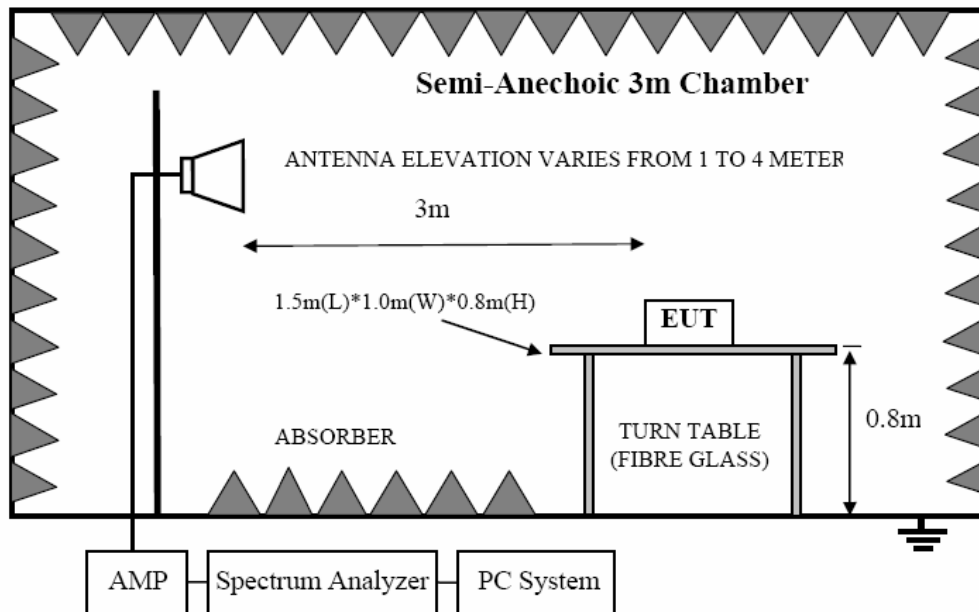 Semi-Anechoic 3m Chamber
ANTENNA ELEVATION VARIES FROM 1 TO 4 METER
3m
1.5m(L)*1.0m(W)*0.8m(H)
EUT
0.8m
ABSORBER
TURN TABLE
(FIBRE GLASS)
AMP
Spectrum Analyzer
PC System